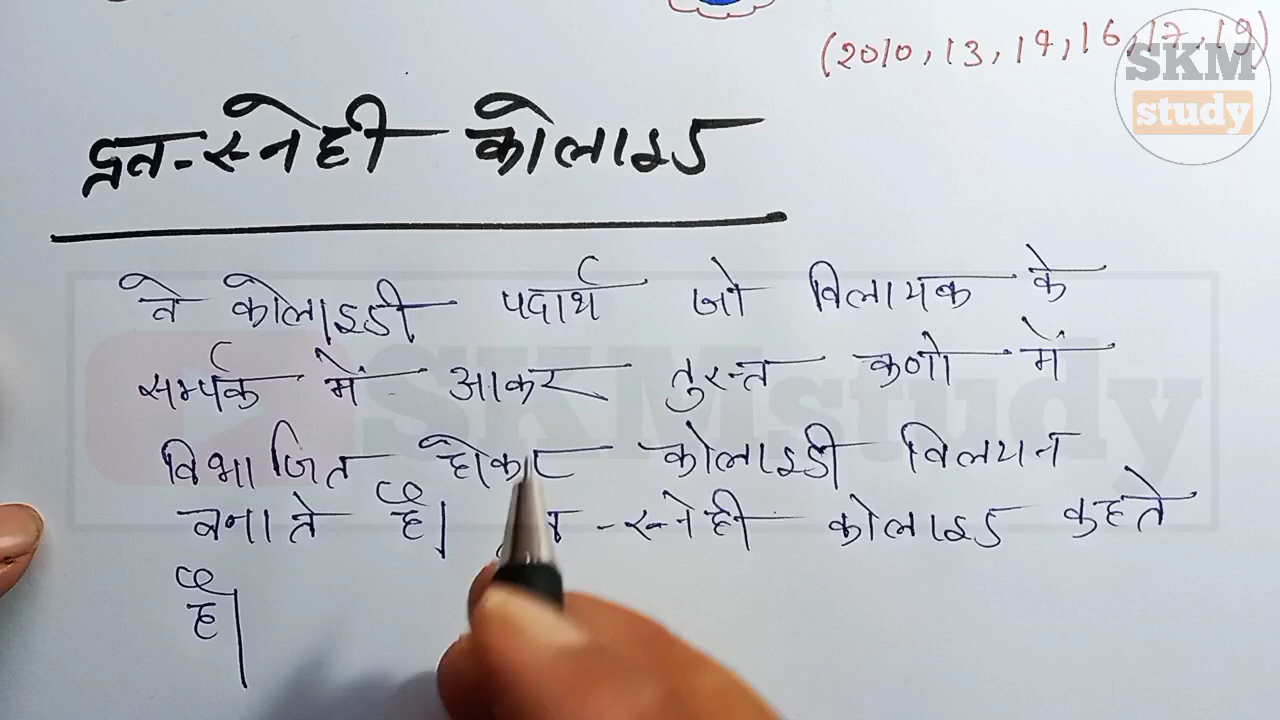 (2010, 13, 14, 16, 17, 19)
SKM
study
द्रव-स्नेही कोलाइड
वे कोलाइडी पदार्थ जो विलायक के
सम्पर्क में आकर तुरन्त कणो में
विभाजित होकर कोलाइडी विलयन
बनाते है। -स्नेही कोलाइड कहते
है।
SKMstudy